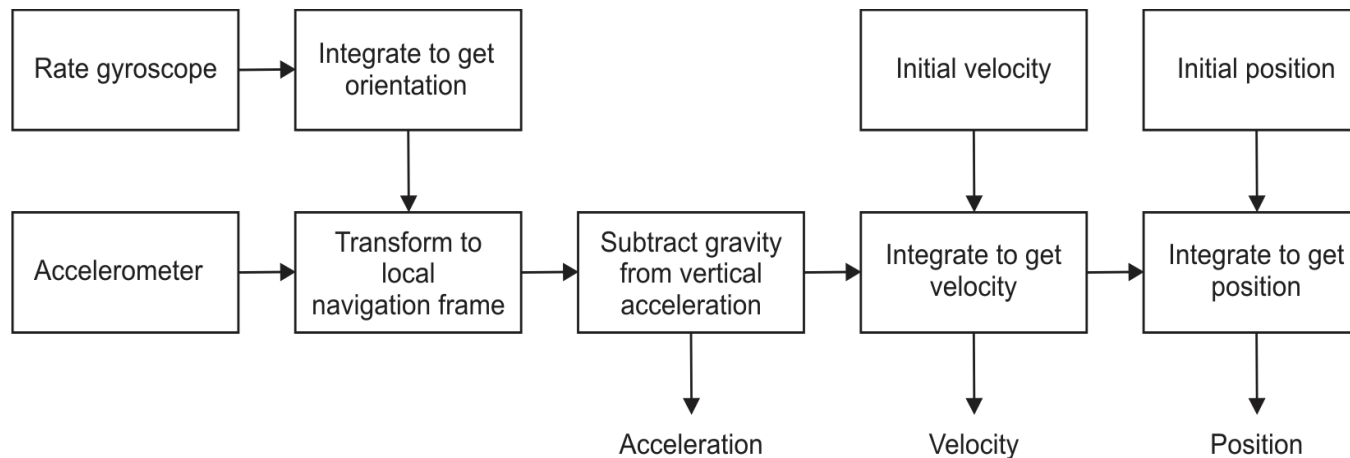 Rate gyroscope
Integrate to get
orientation
Initial velocity
Initial position
Accelerometer
Transform to
local
navigation frame
Subtract gravity
from vertical
acceleration
Integrate to get
velocity
Integrate to get
position
Acceleration
Velocity
Position